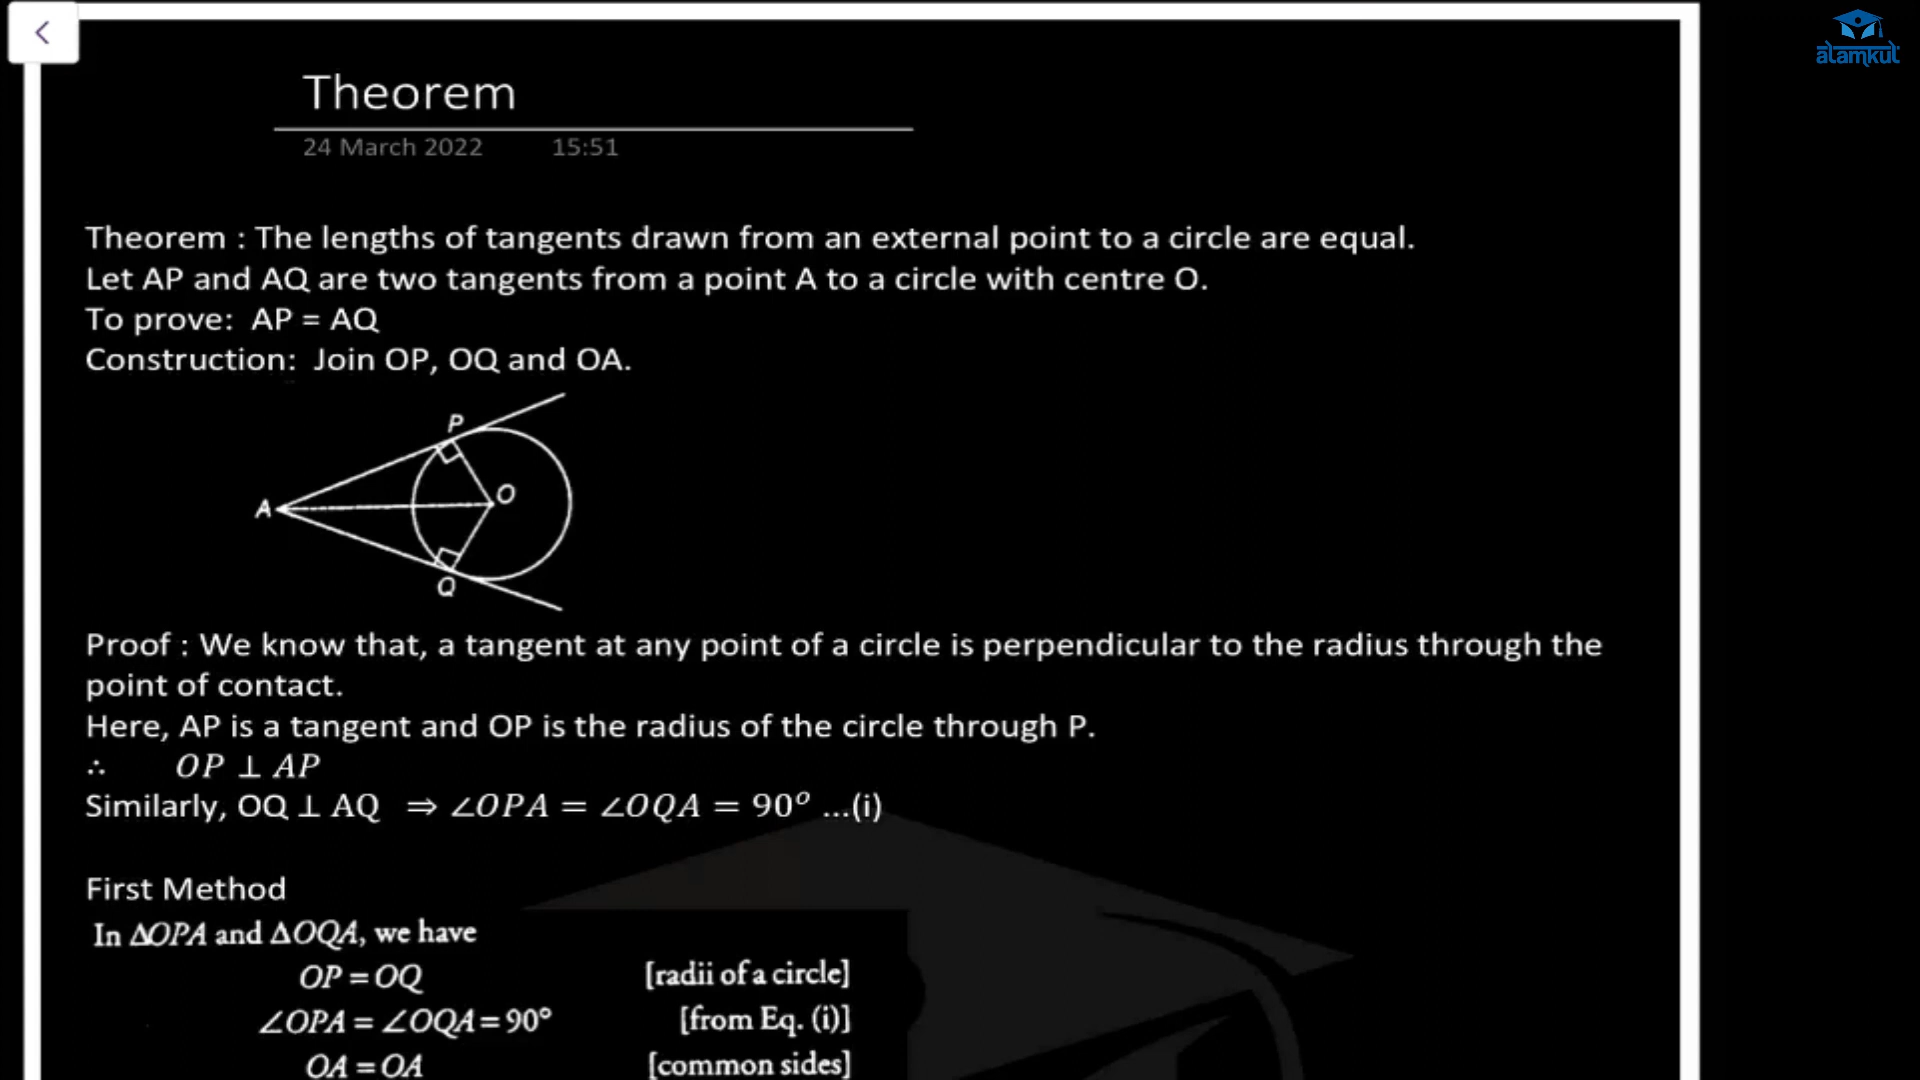 alamkul
Theorem
24 March 2022 15:51
Theorem : The lengths of tangents drawn from an external point to a circle are equal.
Let AP and AQ are two tangents from a point A to a circle with centre O.
To prove: AP = AQ
Construction: Join OP, OQ and OA.
P
O
A
Q
Proof : We know that, a tangent at any point of a circle is perpendicular to the radius through the
point of contact.
Here, AP is a tangent and OP is the radius of the circle through P.
∴ OP ⊥ AP
Similarly, OQ ⊥ AQ ⇒ ∠OPA = ∠OQA = 90° ...(i)
First Method
In ΔOPA and ΔOQA, we have
OP = OQ [radii of a circle]
∠OPA = ∠OQA = 90° [from Eq. (i)]
OA = OA [common sides]